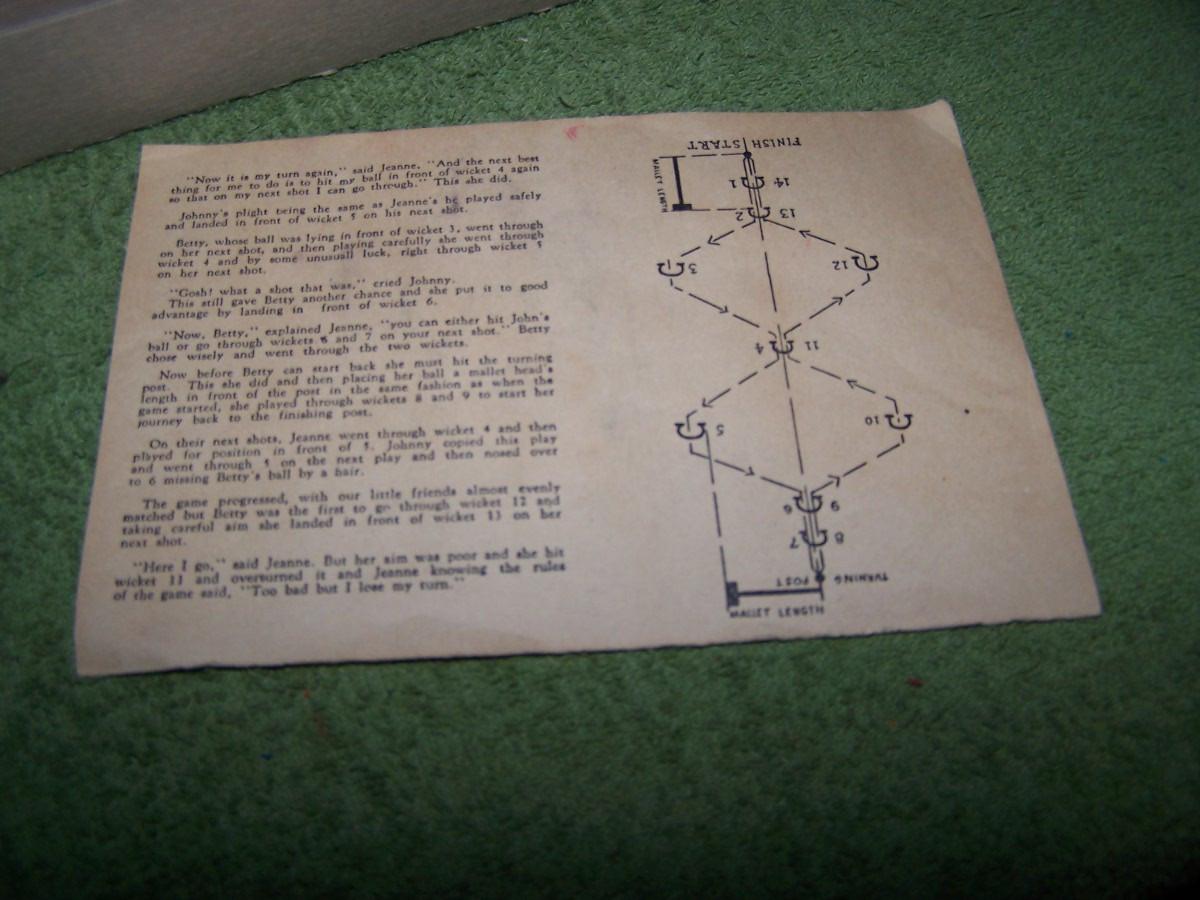 "Now it is my turn again," said Jeanne. "And the next best
thing for me to do is to hit my ball in front of wicket 4 again
so that on my next shot I can go through." This she did.
Johnny's plight being the same as Jeanne's he played safely
and landed in front of wicket 5 on his next shot.
Betty, whose ball was lying in front of wicket 3, went through
on her next shot, and then playing carefully she went through
wicket 4 and by some unusuall luck, right through wicket 5
on her next shot.
"Gosh! what a shot that was," cried Johnny.
This still gave Betty another chance and she put it to good
advantage by landing in front of wicket 6.
"Now, Betty," explained Jeanne, "you can either hit John's
ball or go through wickets 6 and 7 on your next shot." Betty
chose wisely and went through the two wickets.
Now before Betty can start back she must hit the turning
post. This she did and then placing her ball a mallet head's
length in front of the post in the same fashion as when the
game started, she played through wickets 8 and 9 to start her
journey back to the finishing post.
On their next shots, Jeanne went through wicket 4 and then
played for position in front of 5. Johnny copied this play
and went through 5 on the next play and then nosed over
to 6 missing Betty's ball by a hair.
The game progressed, with our little friends almost evenly
matched but Betty was the first to go through wicket 12 and
taking careful aim she landed in front of wicket 13 on her
next shot.
"Here I go," said Jeanne. But her aim was poor and she hit
wicket 11 and overturned it and Jeanne knowing the rules
of the game said, "Too bad but I lose my turn."
FINISH START
MALLET LENGTH
14 1
13 2
12 3
11 4
10 5
9 6
8 7
TURNING POST
MALLET LENGTH